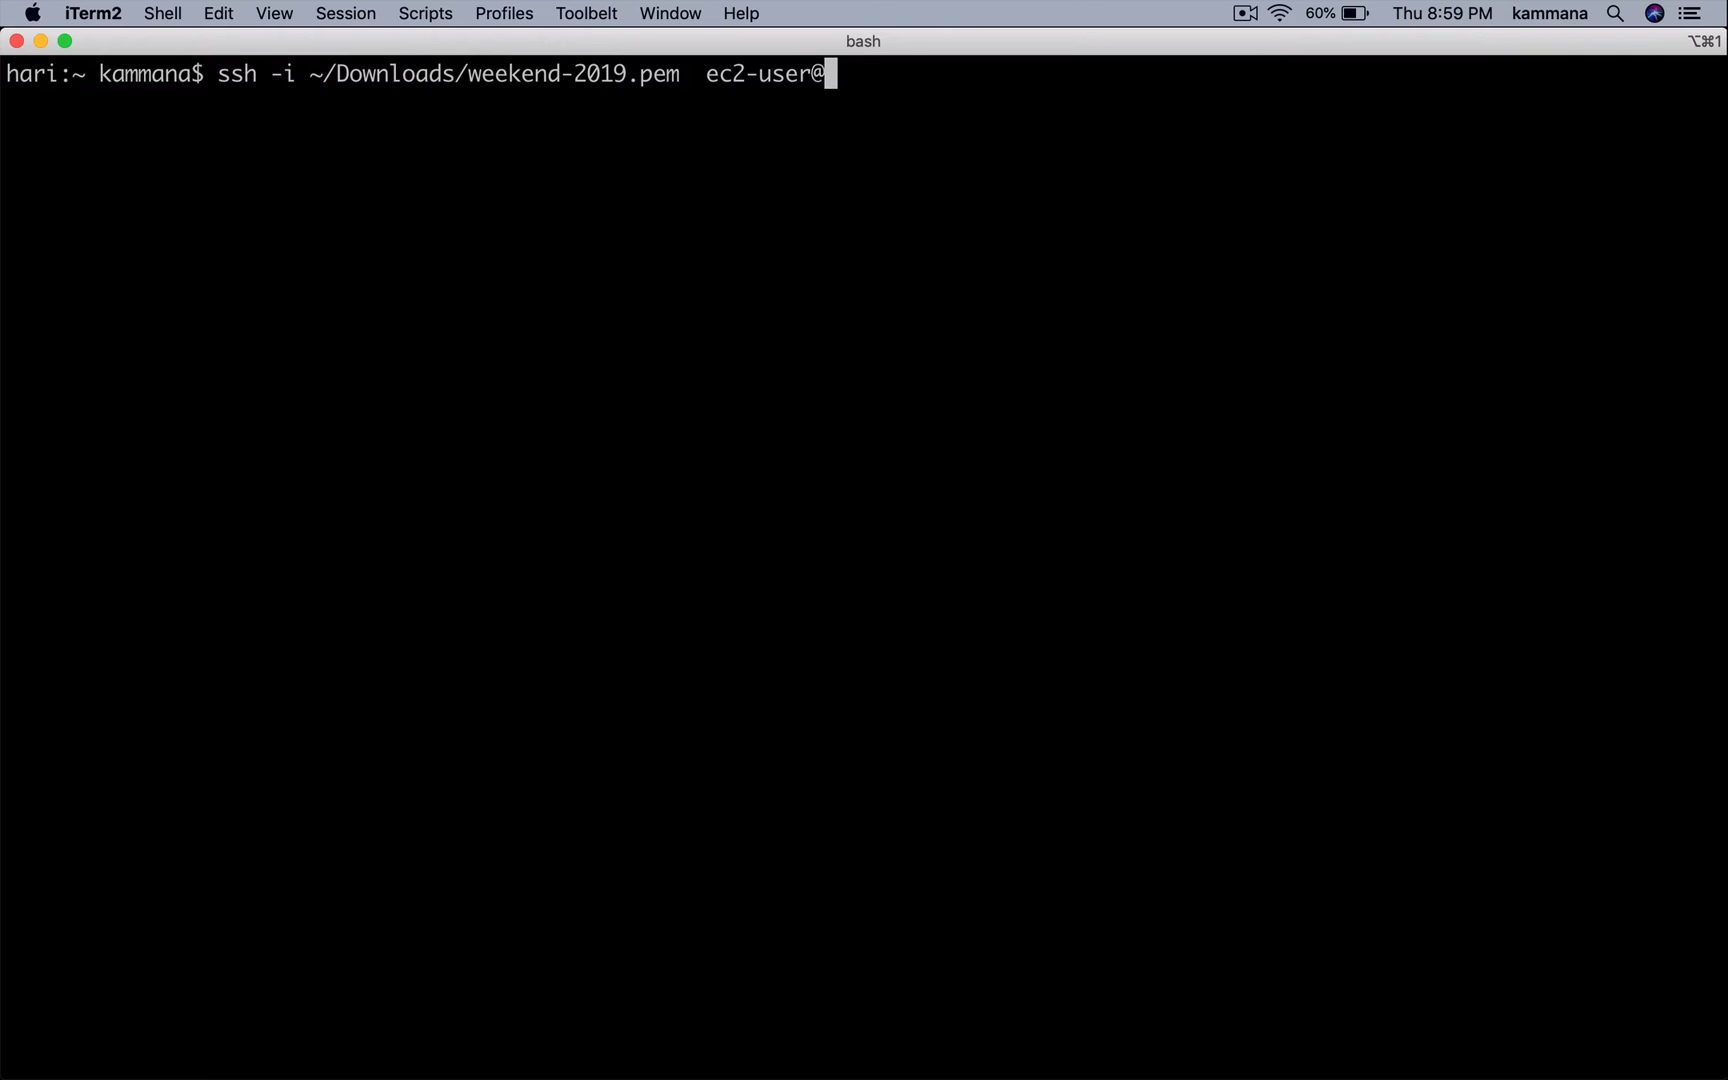 iTerm2 Shell Edit View Session Scripts Profiles Toolbelt Window Help 60% Thu 8:59 PM kammana
bash ⌥⌘1
hari:~ kammana$ ssh -i ~/Downloads/weekend-2019.pem  ec2-user@